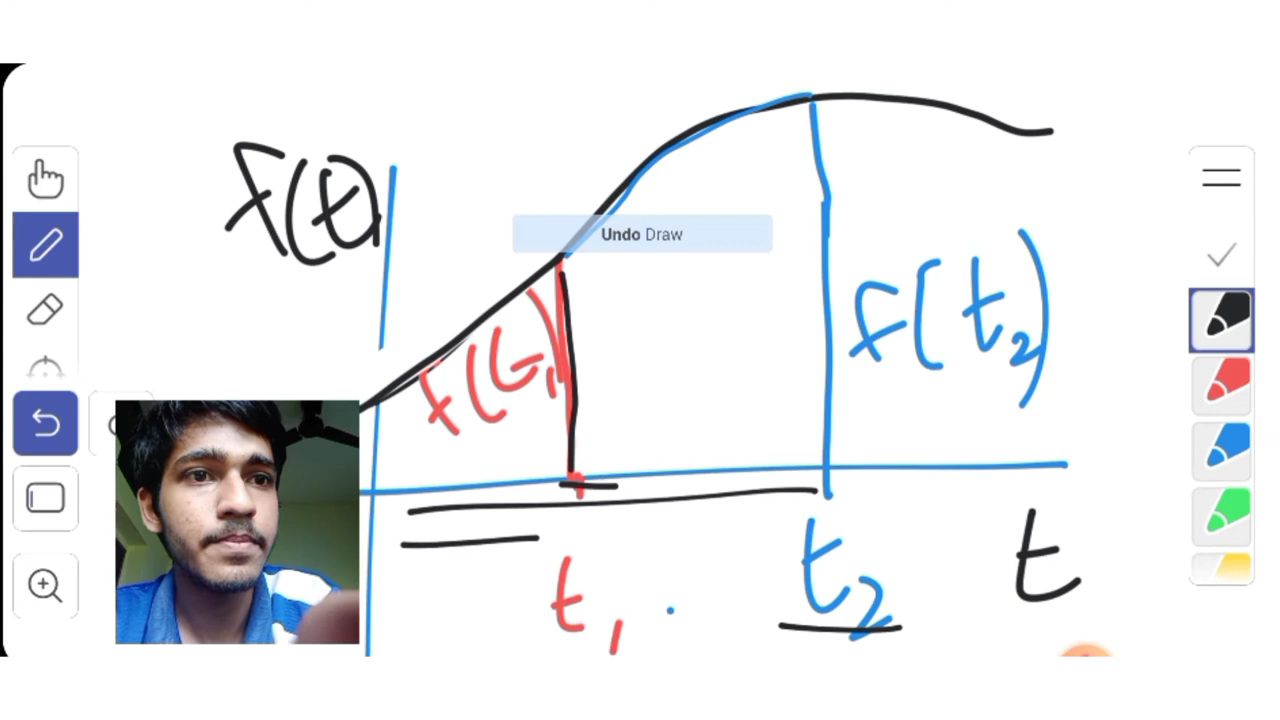 f(t)
Undo Draw
f(t₁)
f(t₂)
t₁
t₂
t